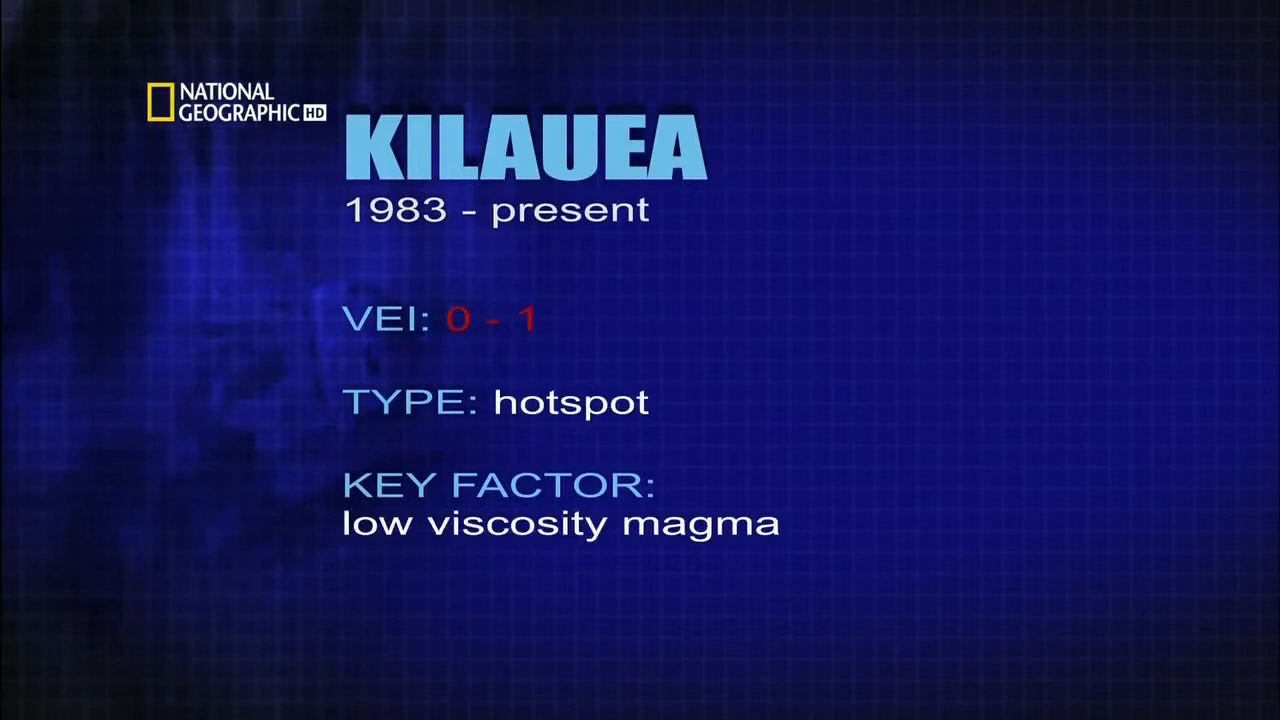 NATIONAL
GEOGRAPHIC HD
KILAUEA
1983 - present
VEI: 0 - 1
TYPE: hotspot
KEY FACTOR:
low viscosity magma